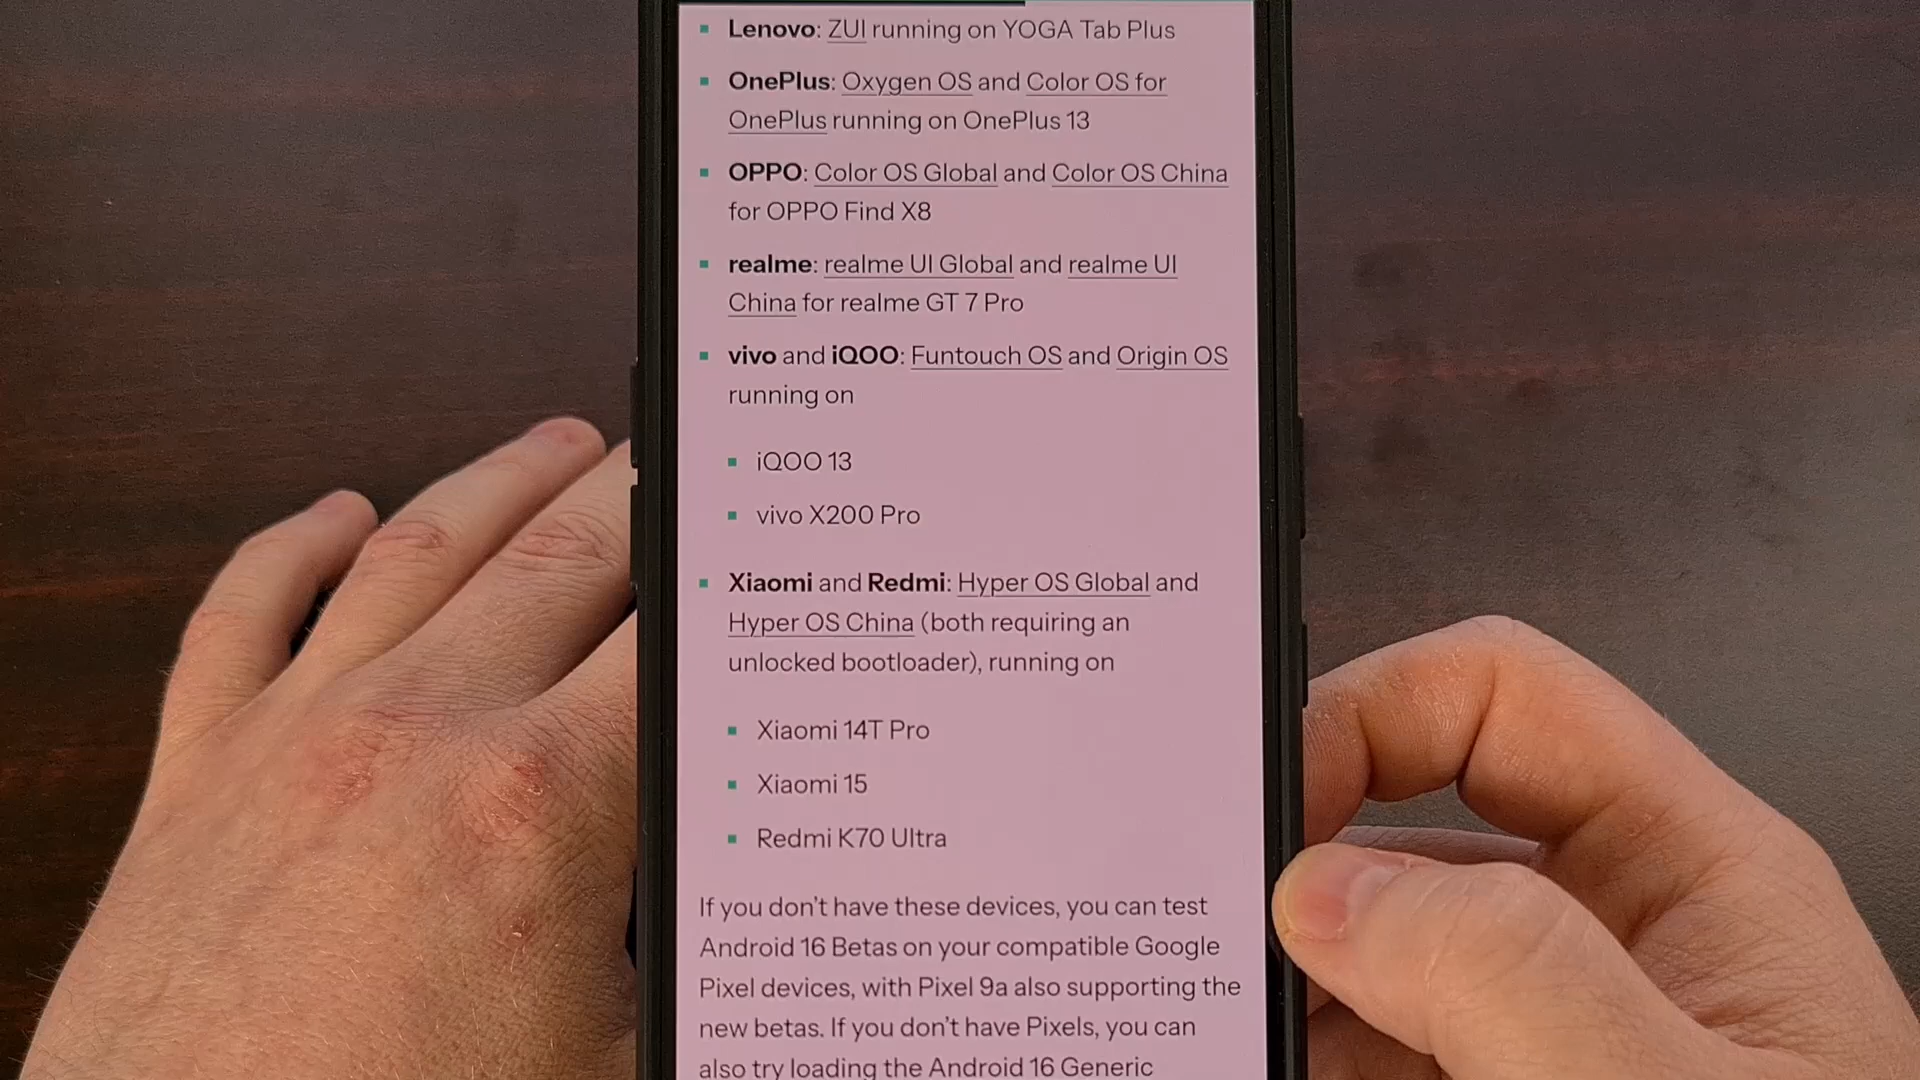 Lenovo: ZUI running on YOGA Tab Plus
OnePlus: Oxygen OS and Color OS for
OnePlus running on OnePlus 13
OPPO: Color OS Global and Color OS China
for OPPO Find X8
realme: realme UI Global and realme UI
China for realme GT 7 Pro
vivo and iQOO: Funtouch OS and Origin OS
running on
iQOO 13
vivo X200 Pro
Xiaomi and Redmi: Hyper OS Global and
Hyper OS China (both requiring an
unlocked bootloader), running on
Xiaomi 14T Pro
Xiaomi 15
Redmi K70 Ultra
If you don't have these devices, you can test
Android 16 Betas on your compatible Google
Pixel devices, with Pixel 9a also supporting the
new betas. If you don't have Pixels, you can
also try loading the Android 16 Generic